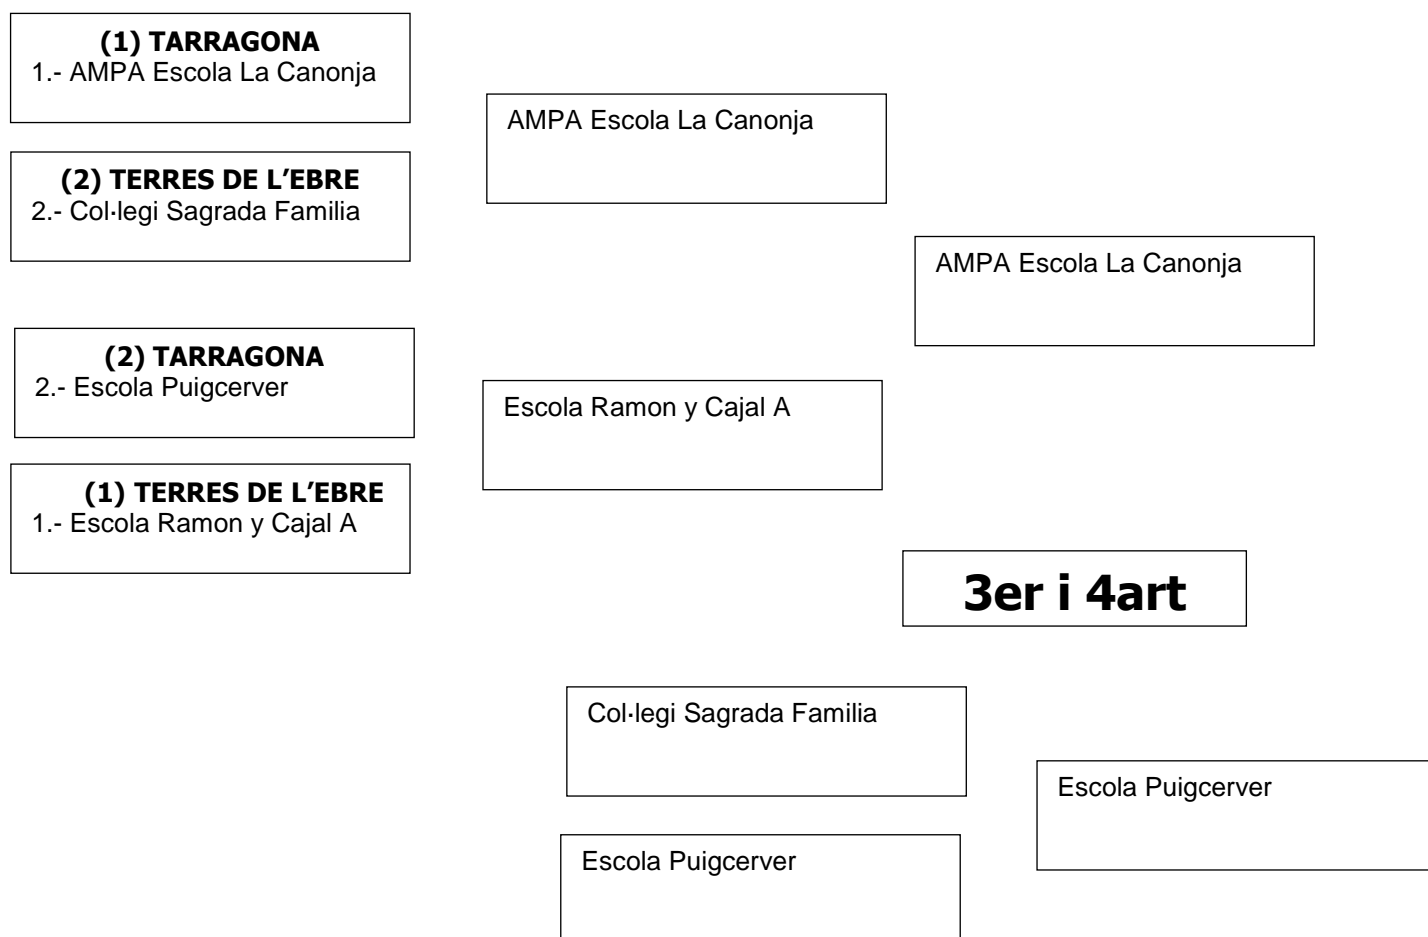 (1) TARRAGONA
1.- AMPA Escola La Canonja
(2) TERRES DE L’EBRE
2.- Col·legi Sagrada Familia
(2) TARRAGONA
2.- Escola Puigcerver
(1) TERRES DE L’EBRE
1.- Escola Ramon y Cajal A
AMPA Escola La Canonja
Escola Ramon y Cajal A
AMPA Escola La Canonja
3er i 4art
Col·legi Sagrada Familia
Escola Puigcerver
Escola Puigcerver